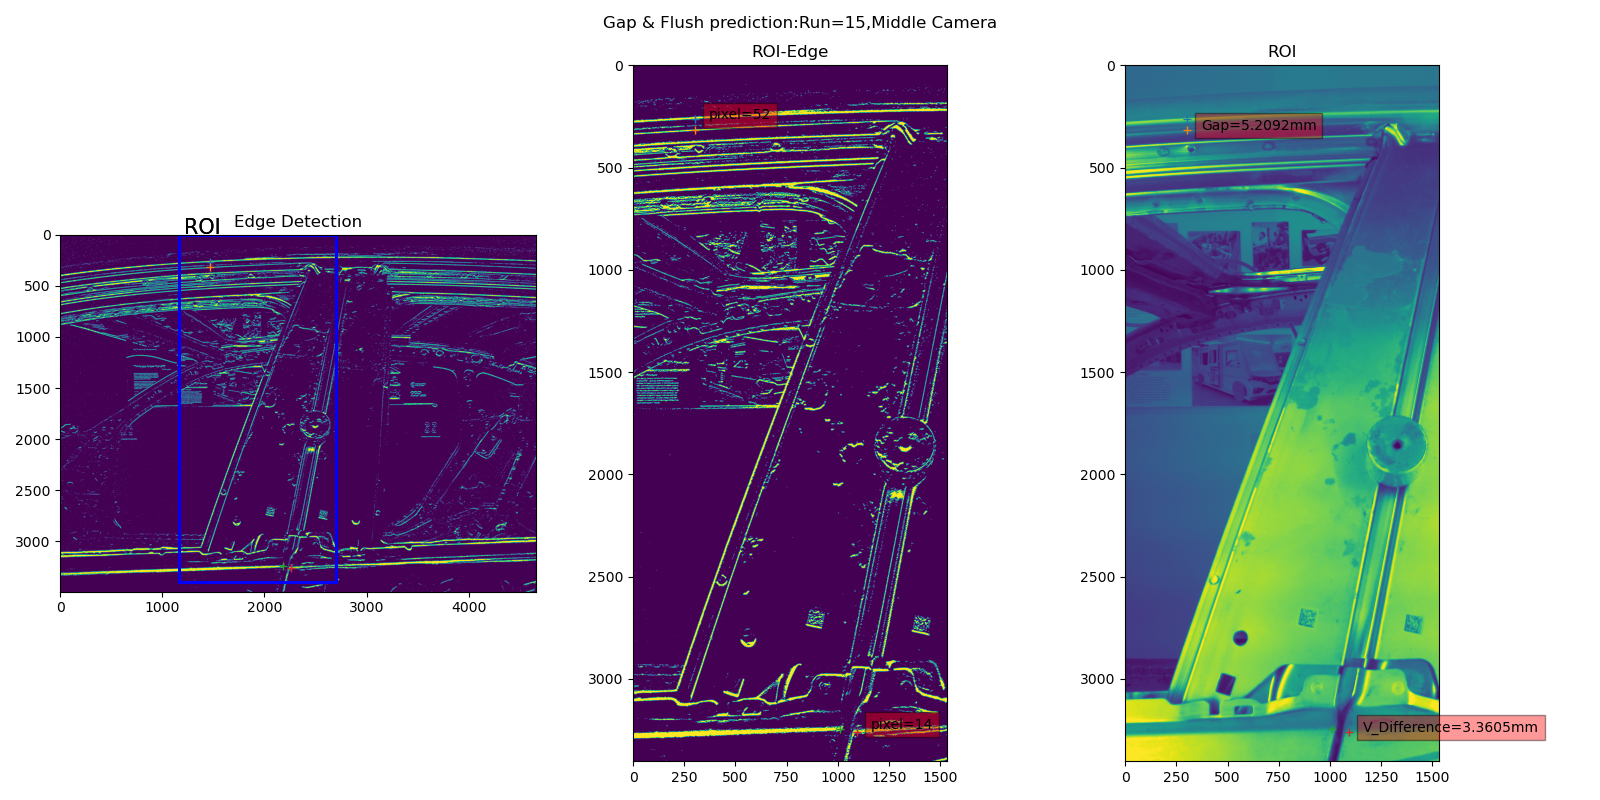 Gap & Flush prediction:Run=15,Middle Camera
ROI Edge Detection
0
500
1000
1500
2000
2500
3000
0 1000 2000 3000 4000
ROI-Edge
pixel=52
pixel=14
0
500
1000
1500
2000
2500
3000
0 250 500 750 1000 1250 1500
ROI
Gap=5.2092mm
V_Difference=3.3605mm
0
500
1000
1500
2000
2500
3000
0 250 500 750 1000 1250 1500